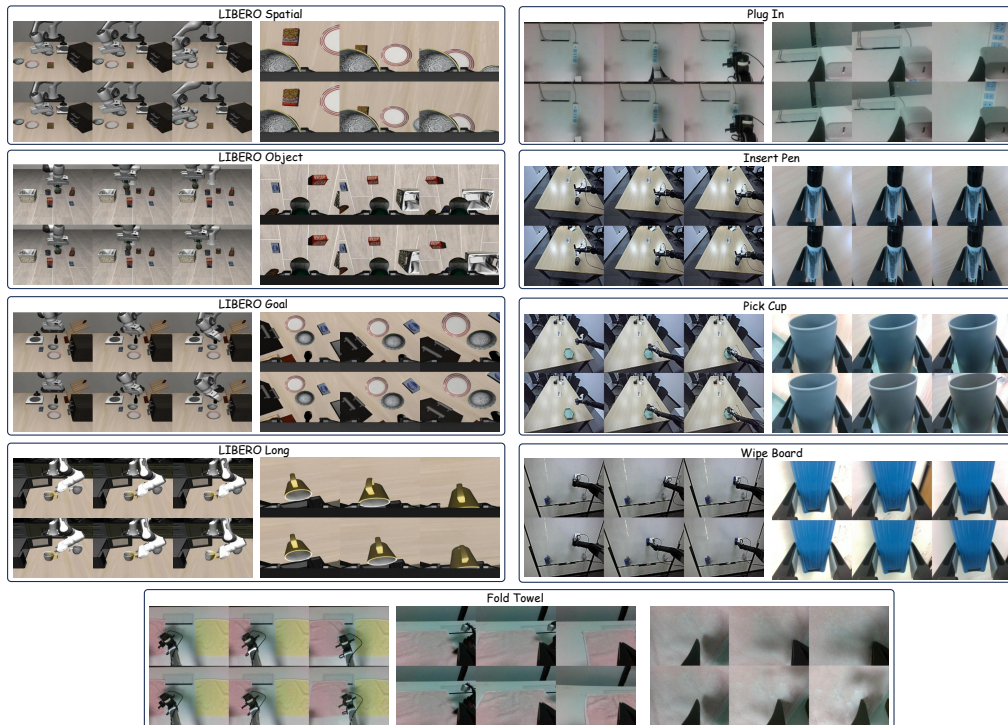 LIBERO Spatial
Plug In
LIBERO Object
Insert Pen
LIBERO Goal
Pick Cup
LIBERO Long
Wipe Board
Fold Towel